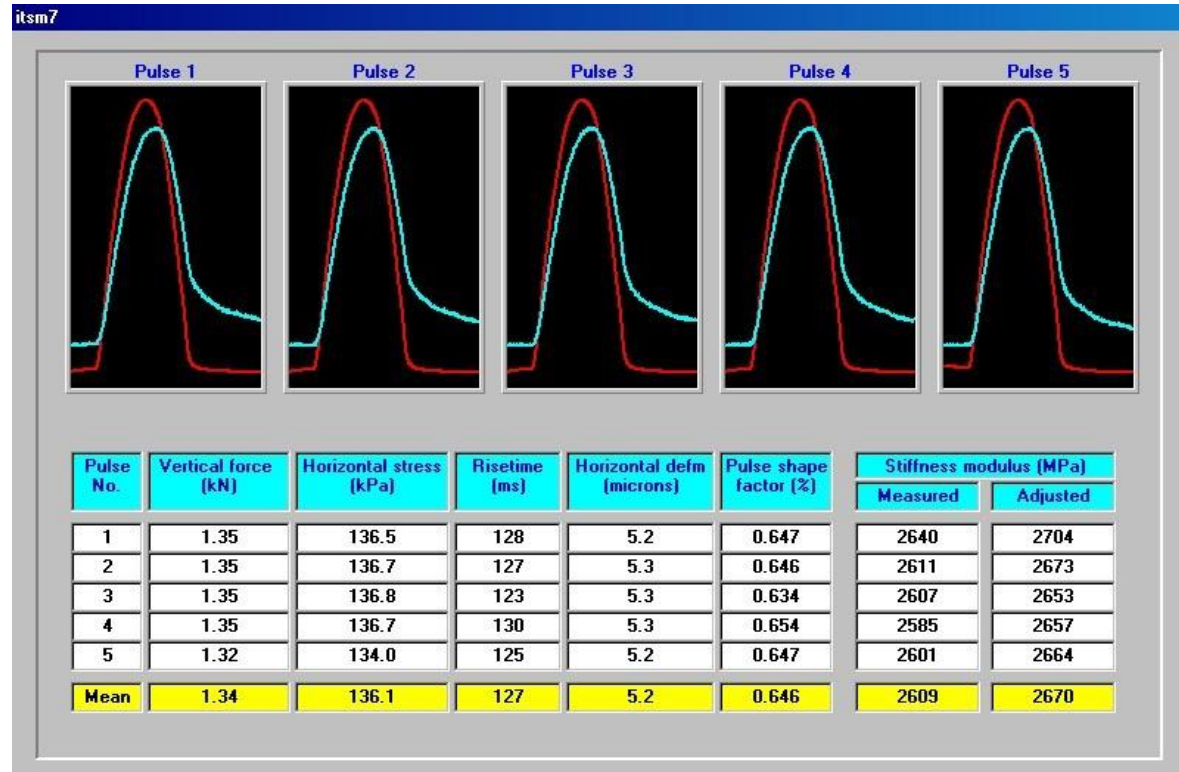 itsm7
Pulse 1 Pulse 2 Pulse 3 Pulse 4 Pulse 5
Pulse No. Vertical force (kN) Horizontal stress (kPa) Risetime (ms) Horizontal defm (microns) Pulse shape factor (%) Stiffness modulus (MPa)
Measured Adjusted
1 1.35 136.5 128 5.2 0.647 2640 2704
2 1.35 136.7 127 5.3 0.646 2611 2673
3 1.35 136.8 123 5.3 0.634 2607 2653
4 1.35 136.7 130 5.3 0.654 2585 2657
5 1.32 134.0 125 5.2 0.647 2601 2664
Mean 1.34 136.1 127 5.2 0.646 2609 2670